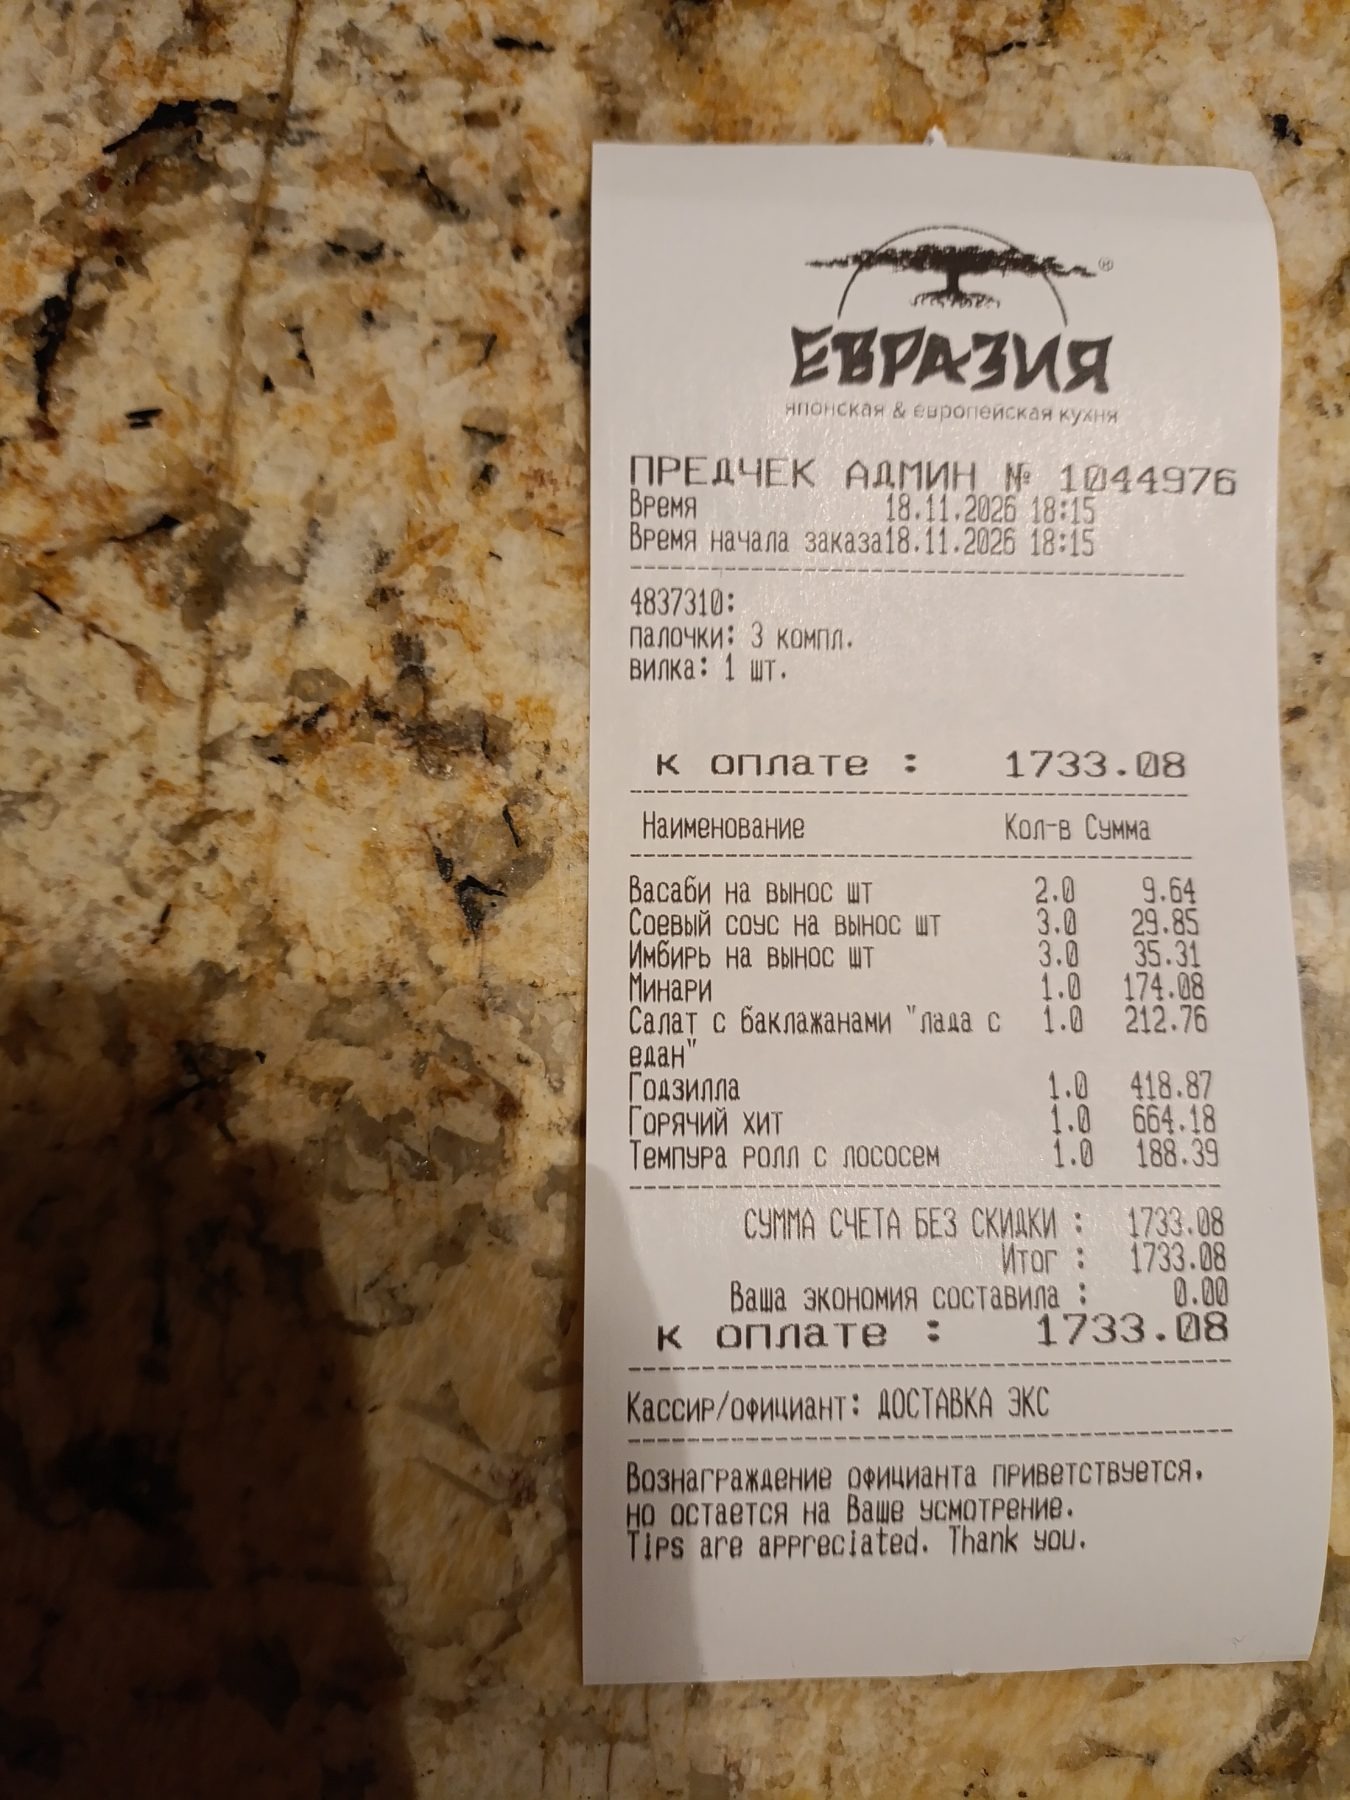 ЕВРАЗИЯ
японская & европейская кухня
ПРЕДЧЕК АДМИН № 1044976
Время 18.11.2026 18:15
Время начала заказа18.11.2026 18:15
4837310:
палочки: 3 компл.
вилка: 1 шт.
К оплате : 1733.08
Наименование Кол-в Сумма
Васаби на вынос шт 2.0 9.64
Соевый соус на вынос шт 3.0 29.85
Имбирь на вынос шт 3.0 35.31
Минари 1.0 174.08
Салат с баклажанами "лада с 1.0 212.76
едан"
Годзилла 1.0 418.87
Горячий хит 1.0 664.18
Темпура ролл с лососем 1.0 188.39
СУММА СЧЕТА БЕЗ СКИДКИ : 1733.08
Итог : 1733.08
Ваша экономия составила : 0.00
К оплате : 1733.08
Кассир/официант: ДОСТАВКА ЭКС
Вознаграждение официанта приветствуется,
но остается на Ваше усмотрение.
Tips are appreciated. Thank you.